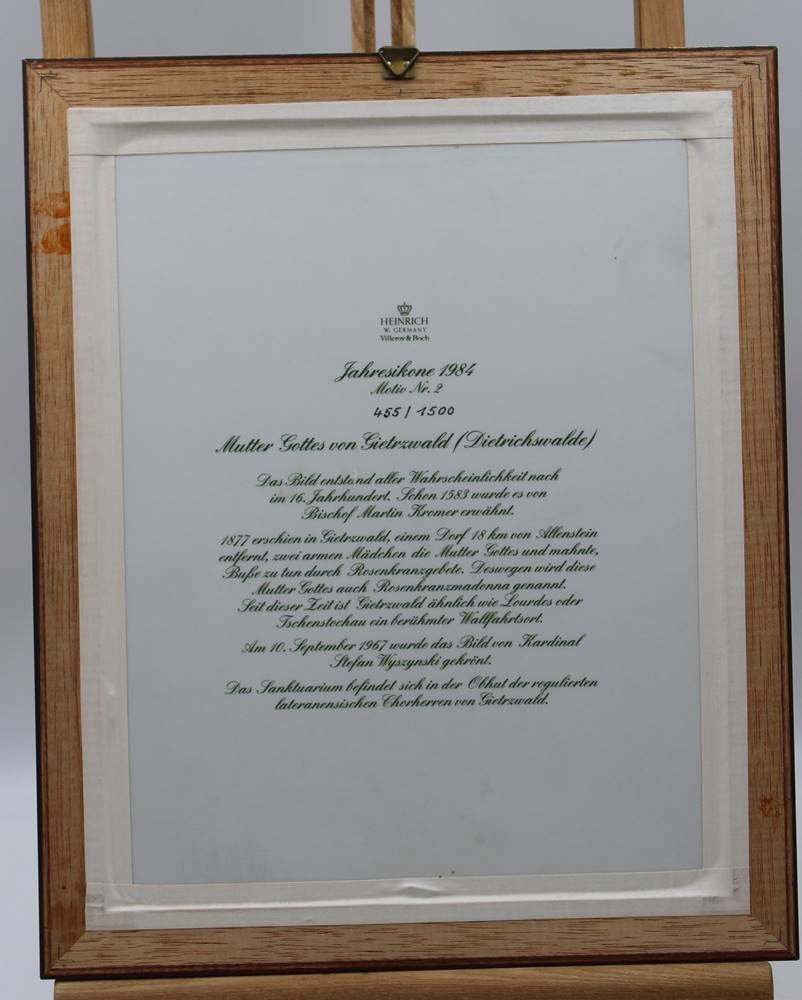 HEINRICH
W. GERMANY
Villeroy & Boch
Jahresikone 1984
Motiv Nr. 2
455 / 1500
Mutter Gottes von Gietrzwald (Dietrichswalde)
Das Bild entstand aller Wahrscheinlichkeit nach
im 16. Jahrhundert. Schon 1583 wurde es von
Bischof Martin Kromer erwähnt.
1877 erschien in Gietrzwald, einem Dorf 18 km von Allenstein
entfernt, zwei armen Mädchen die Mutter Gottes und mahnte,
Buße zu tun durch Rosenkranzgebete. Deswegen wird diese
Mutter Gottes auch Rosenkranzmadonna genannt.
Seit dieser Zeit ist Gietrzwald ähnlich wie Lourdes oder
Tschenstochau ein berühmter Wallfahrtsort.
Am 10. September 1967 wurde das Bild von Kardinal
Stefan Wyszynski gekrönt.
Das Sanktuarium befindet sich in der Obhut der regulierten
lateranensischen Chorherren von Gietrzwald.